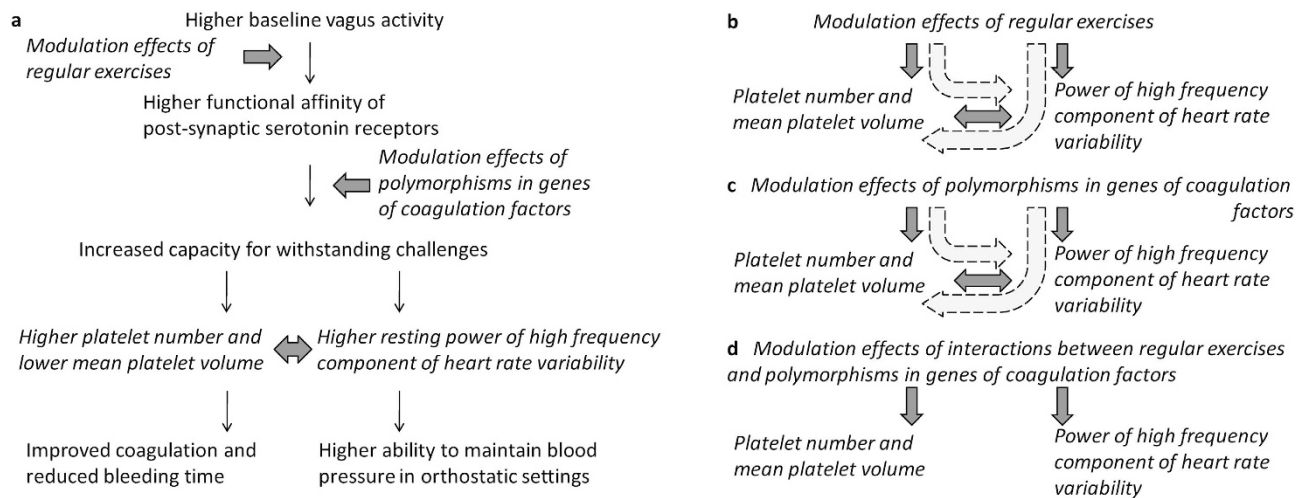 a
Higher baseline vagus activity
Modulation effects of
regular exercises
Higher functional affinity of
post-synaptic serotonin receptors
Modulation effects of
polymorphisms in genes
of coagulation factors
Increased capacity for withstanding challenges
Higher platelet number and
lower mean platelet volume
Higher resting power of high frequency
component of heart rate variability
Improved coagulation and
reduced bleeding time
Higher ability to maintain blood
pressure in orthostatic settings
b Modulation effects of regular exercises
Platelet number and
mean platelet volume
Power of high frequency
component of heart rate
variability
c Modulation effects of polymorphisms in genes of coagulation
factors
Platelet number and
mean platelet volume
Power of high frequency
component of heart rate
variability
d Modulation effects of interactions between regular exercises
and polymorphisms in genes of coagulation factors
Platelet number and
mean platelet volume
Power of high frequency
component of heart rate
variability